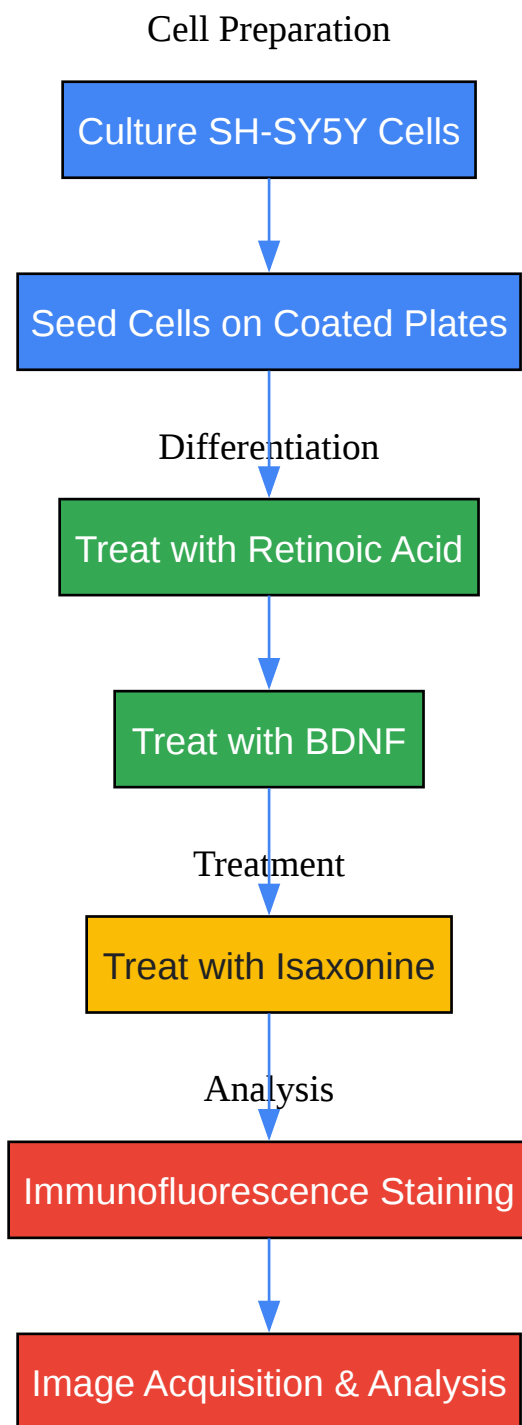 Cell Preparation
Culture SH-SY5Y Cells
Seed Cells on Coated Plates
Differentiation
Treat with Retinoic Acid
Treat with BDNF
Treatment
Treat with Isaxonine
Analysis
Immunofluorescence Staining
Image Acquisition & Analysis